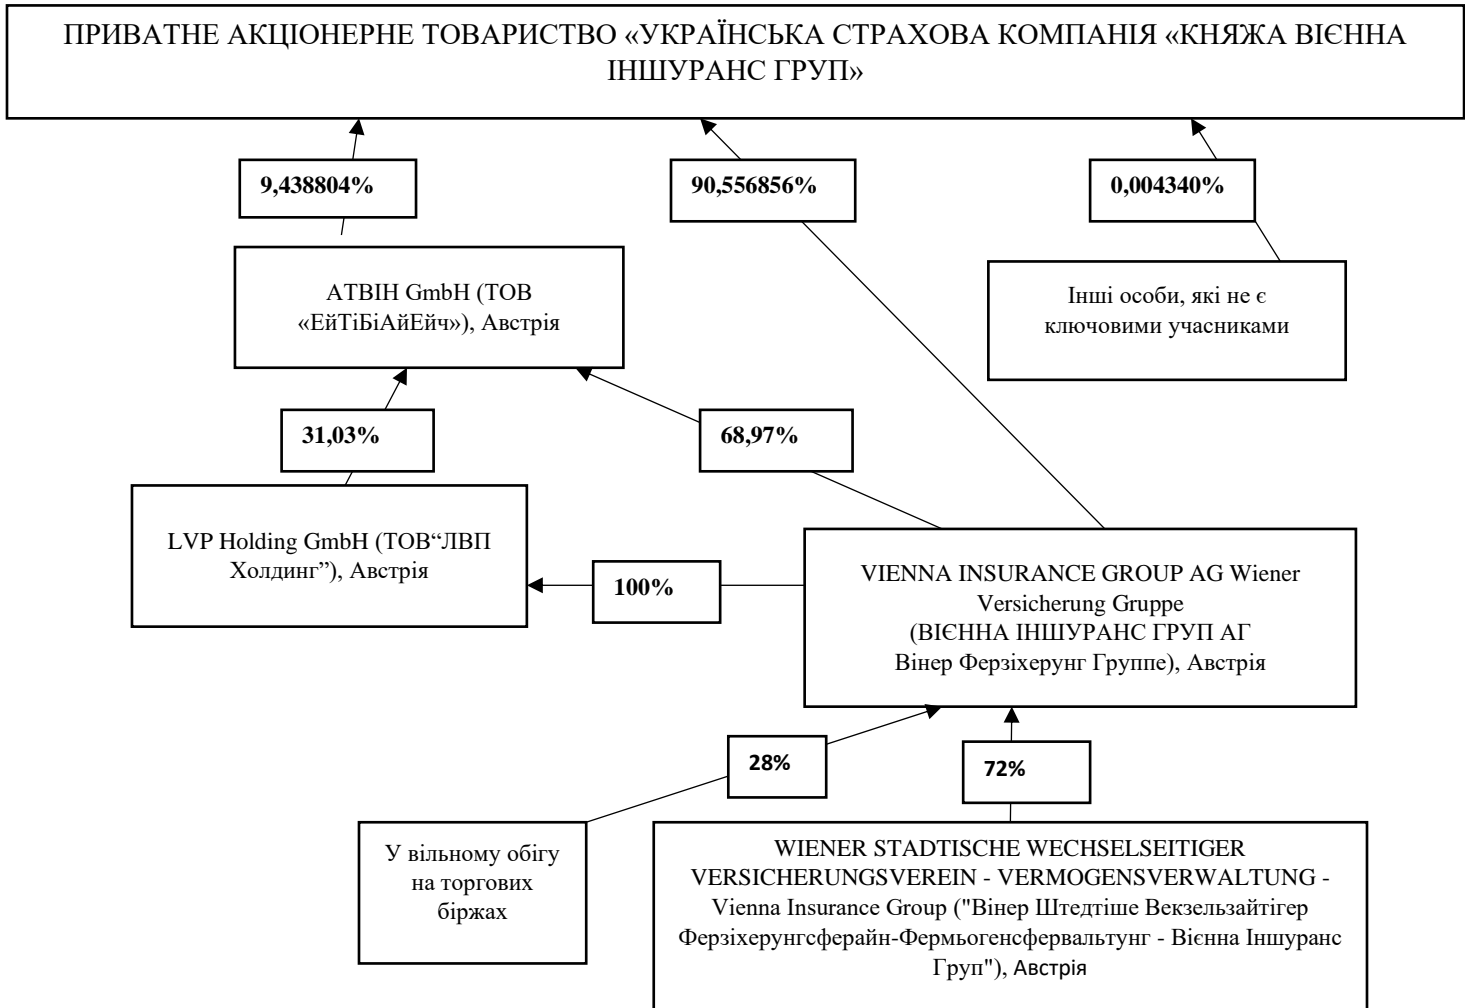 ПРИВАТНЕ АКЦІОНЕРНЕ ТОВАРИСТВО «УКРАЇНСЬКА СТРАХОВА КОМПАНІЯ «КНЯЖА ВІЄННА
ІНШУРАНС ГРУП»
9,438804%
90,556856%
0,004340%
АТВІН GmbH (ТОВ
«ЕйТіБіАйЕйч»), Австрія
Інші особи, які не є
ключовими учасниками
31,03%
68,97%
LVP Holding GmbH (ТОВ“ЛВП
Холдинг”), Австрія
100%
VIENNA INSURANCE GROUP AG Wiener
Versicherung Gruppe
(ВІЄННА ІНШУРАНС ГРУП АГ
Вінер Ферзіхерунг Группе), Австрія
28%
72%
У вільному обігу
на торгових
біржах
WIENER STADTISCHE WECHSELSEITIGER
VERSICHERUNGSVEREIN - VERMOGENSVERWALTUNG -
Vienna Insurance Group ("Вінер Штедтіше Векзельзайтігер
Ферзіхерунгсферайн-Фермьогенсфервальтунг - Вієнна Іншуранс
Груп"), Австрія